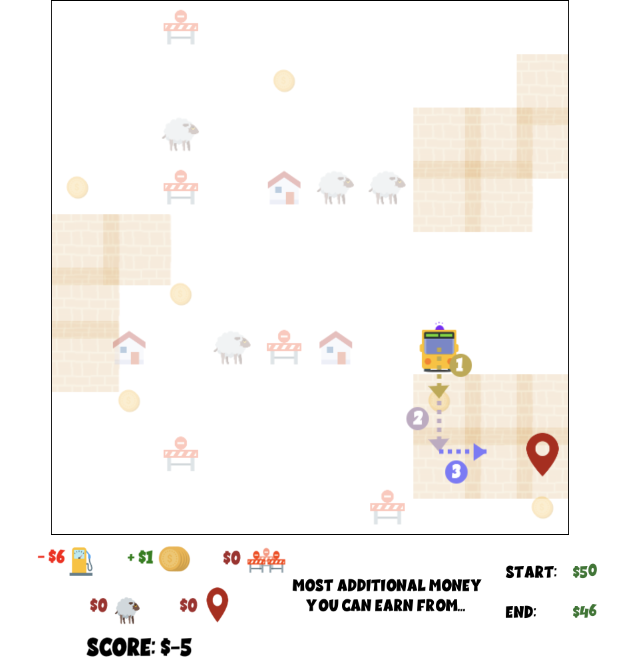 1
2
3
- $6 + $1 $0
$0 $0
SCORE: $-5
MOST ADDITIONAL MONEY
YOU CAN EARN FROM...
START: $50
END: $46